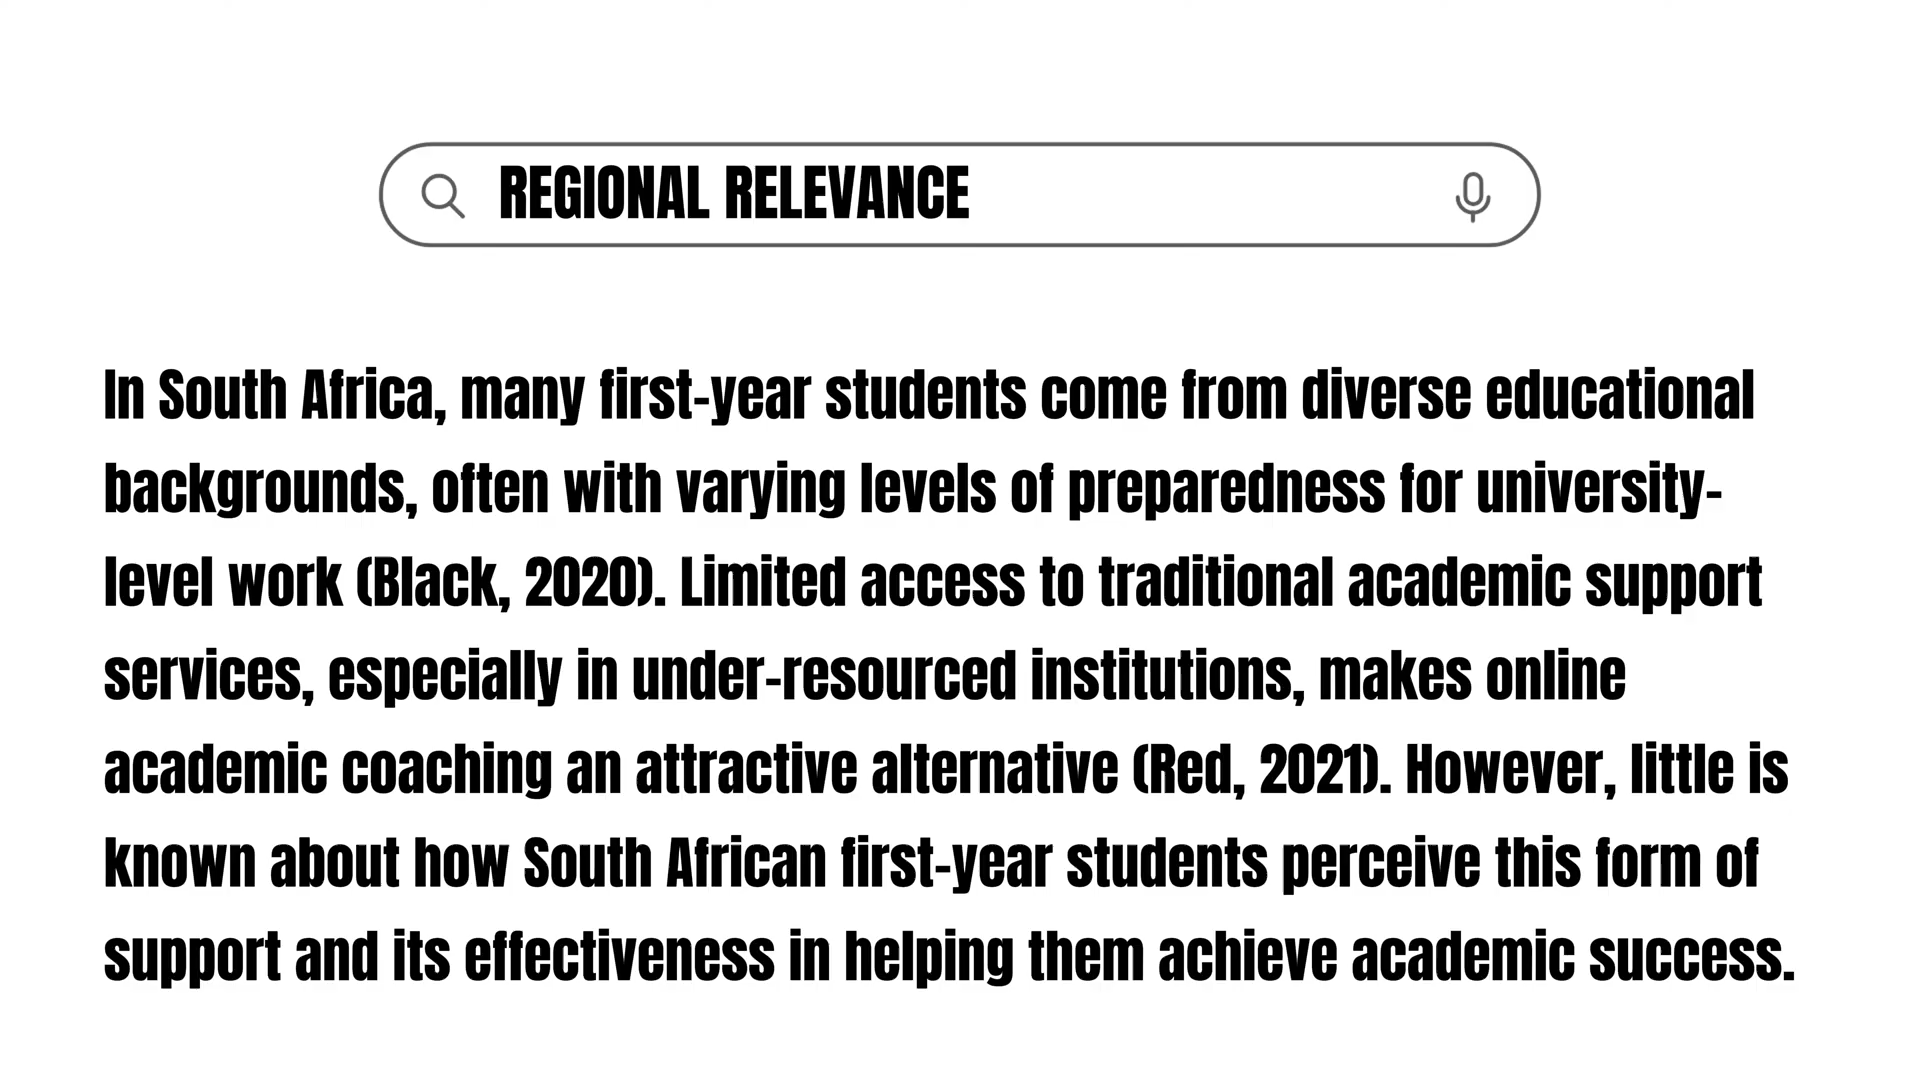 REGIONAL RELEVANCE
In South Africa, many first-year students come from diverse educational
backgrounds, often with varying levels of preparedness for university-
level work (Black, 2020). Limited access to traditional academic support
services, especially in under-resourced institutions, makes online
academic coaching an attractive alternative (Red, 2021). However, little is
known about how South African first-year students perceive this form of
support and its effectiveness in helping them achieve academic success.